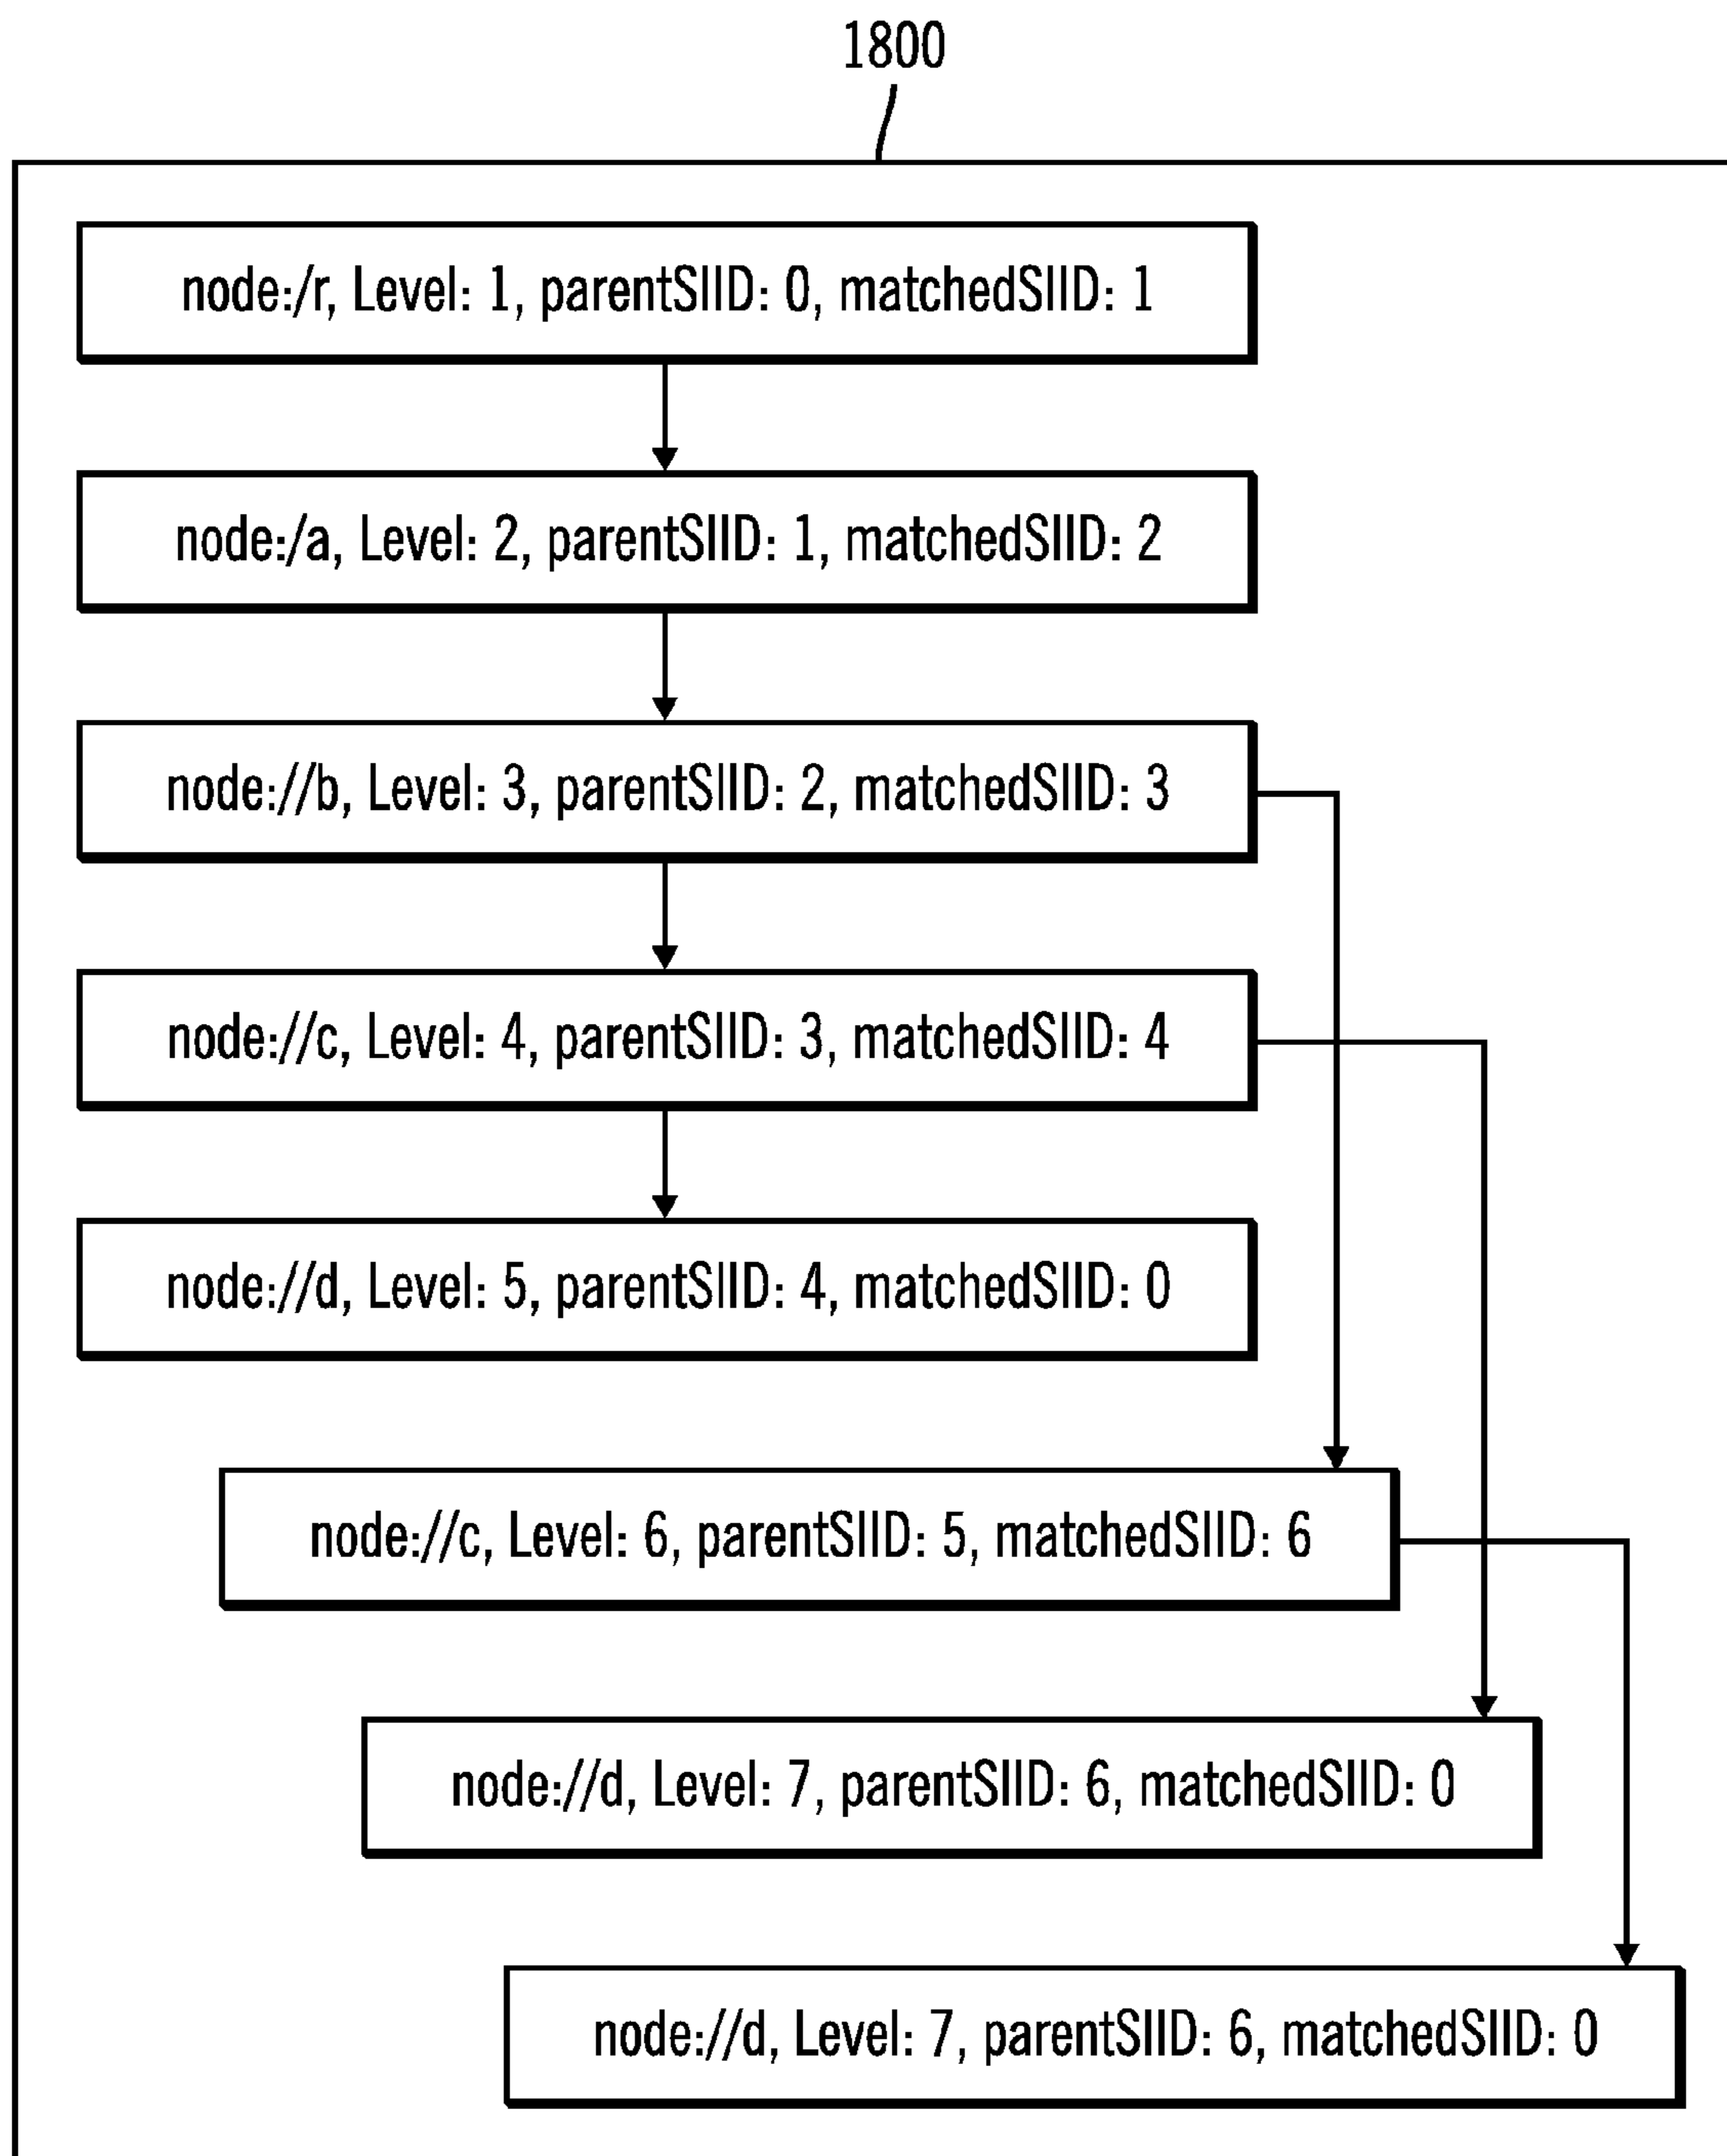 1800
node:/r, Level: 1, parentSIID: 0, matchedSIID: 1
node:/a, Level: 2, parentSIID: 1, matchedSIID: 2
node://b, Level: 3, parentSIID: 2, matchedSIID: 3
node://c, Level: 4, parentSIID: 3, matchedSIID: 4
node://d, Level: 5, parentSIID: 4, matchedSIID: 0
node://c, Level: 6, parentSIID: 5, matchedSIID: 6
node://d, Level: 7, parentSIID: 6, matchedSIID: 0
node://d, Level: 7, parentSIID: 6, matchedSIID: 0